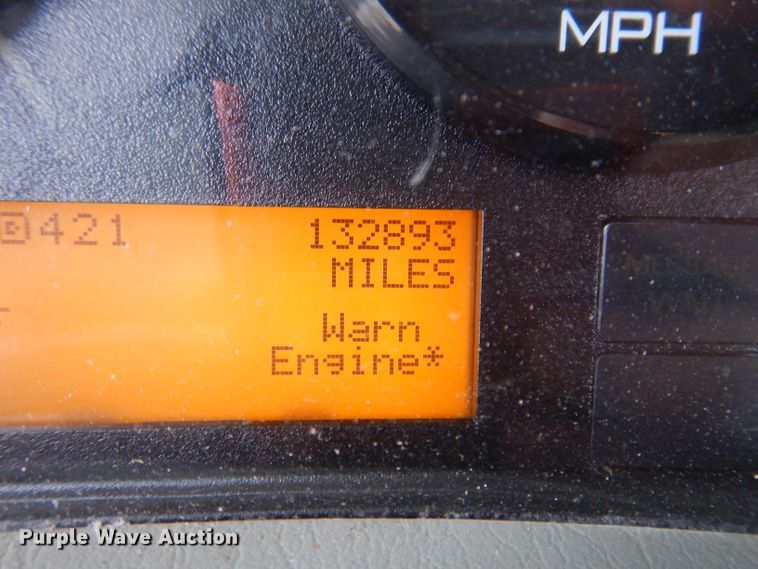 MPH
421
132893
MILES
Warn
Engine*
Purple Wave Auction